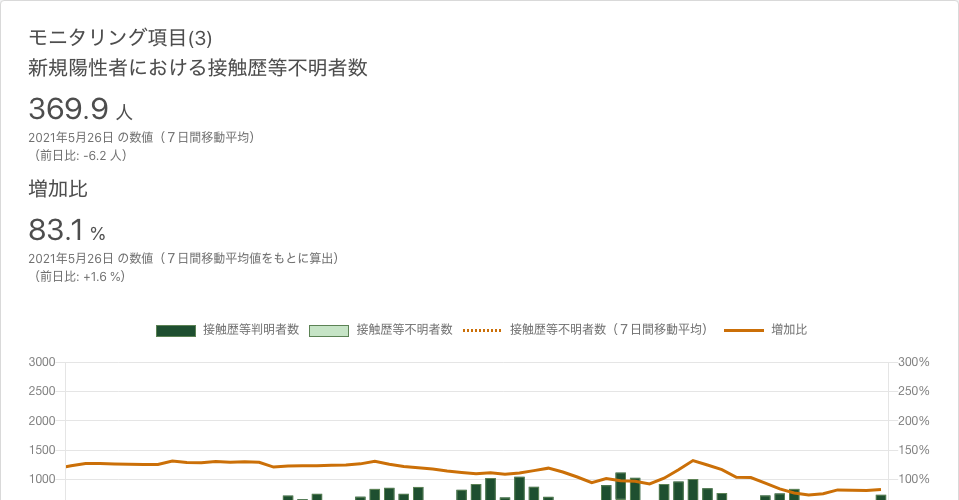 モニタリング項目(3)
新規陽性者における接触歴等不明者数
369.9 人
2021年5月26日 の数値（７日間移動平均）
（前日比: -6.2 人）
増加比
83.1 %
2021年5月26日 の数値（７日間移動平均値をもとに算出）
（前日比: +1.6 %）
接触歴等判明者数 接触歴等不明者数 接触歴等不明者数（７日間移動平均） 増加比
3000 300%
2500 250%
2000 200%
1500 150%
1000 100%